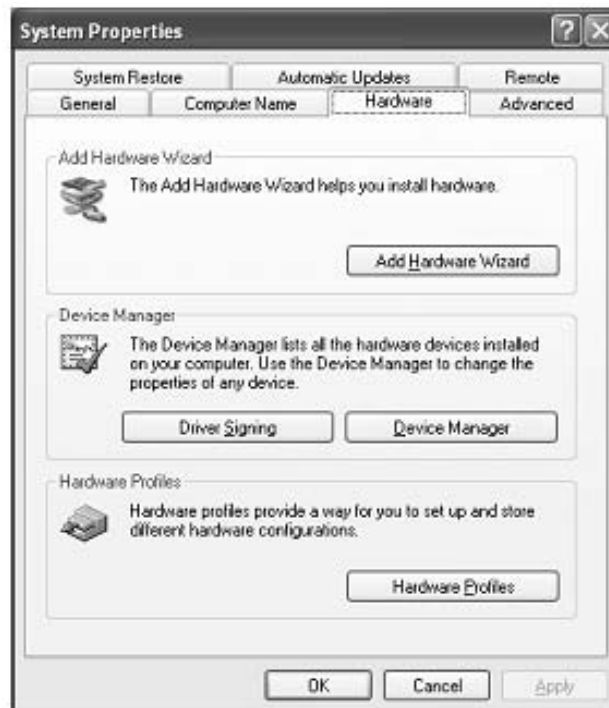 System Properties
System Restore
Automatic Updates
Remote
General
Computer Name
Hardware
Advanced
Add Hardware Wizard
The Add Hardware Wizard helps you install hardware.
Add Hardware Wizard
Device Manager
The Device Manager lists all the hardware devices installed
on your computer. Use the Device Manager to change the
properties of any device.
Driver Signing
Device Manager
Hardware Profiles
Hardware profiles provide a way for you to set up and store
different hardware configurations.
Hardware Profiles
OK
Cancel
Apply